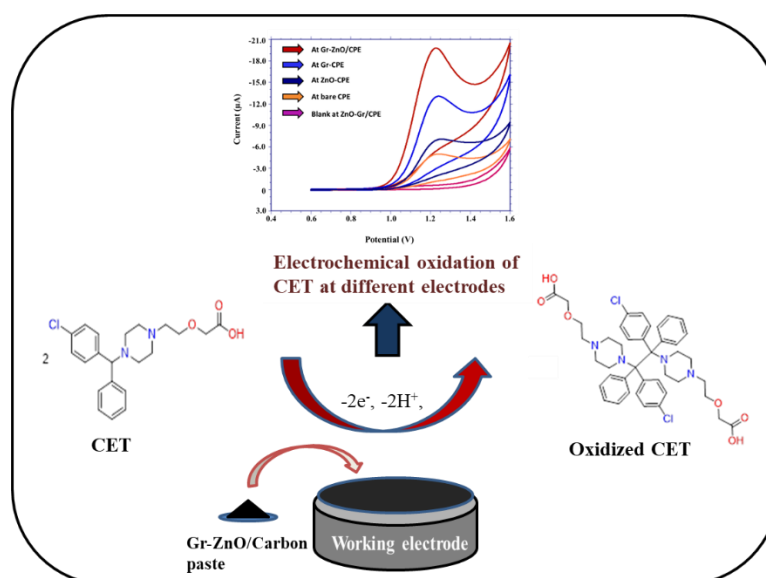 -21.0
-18.0
-15.0
-12.0
-9.0
-6.0
-3.0
0
3.0
Current (µA)
At Gr-ZnO/CPE
At Gr-CPE
At ZnO-CPE
At bare CPE
Blank at ZnO-Gr/CPE
0.4 0.6 0.8 1.0 1.2 1.4 1.6
Potential (V)
Electrochemical oxidation of
CET at different electrodes
2
Cl
N
N
O
O
OH
CET
-2e-, -2H+,
HO
O
O
Cl
N
N
N
N
Cl
O
O
OH
Oxidized CET
Gr-ZnO/Carbon
paste
Working electrode